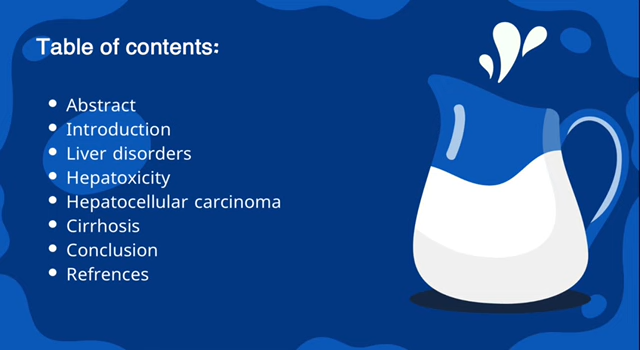 Table of contents:
Abstract
Introduction
Liver disorders
Hepatoxicity
Hepatocellular carcinoma
Cirrhosis
Conclusion
Refrences